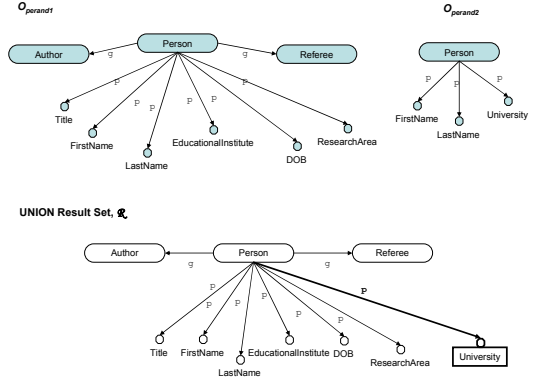 Operand1
Operand2
Author
Person
Referee
Person
g
g
p
p
p
p
p
p
p
p
p
Title
FirstName
LastName
EducationalInstitute
DOB
ResearchArea
FirstName
LastName
University
UNION Result Set, ℛ
Author
Person
Referee
g
g
p
p
p
p
p
p
p
Title
FirstName
LastName
EducationalInstitute
DOB
ResearchArea
University